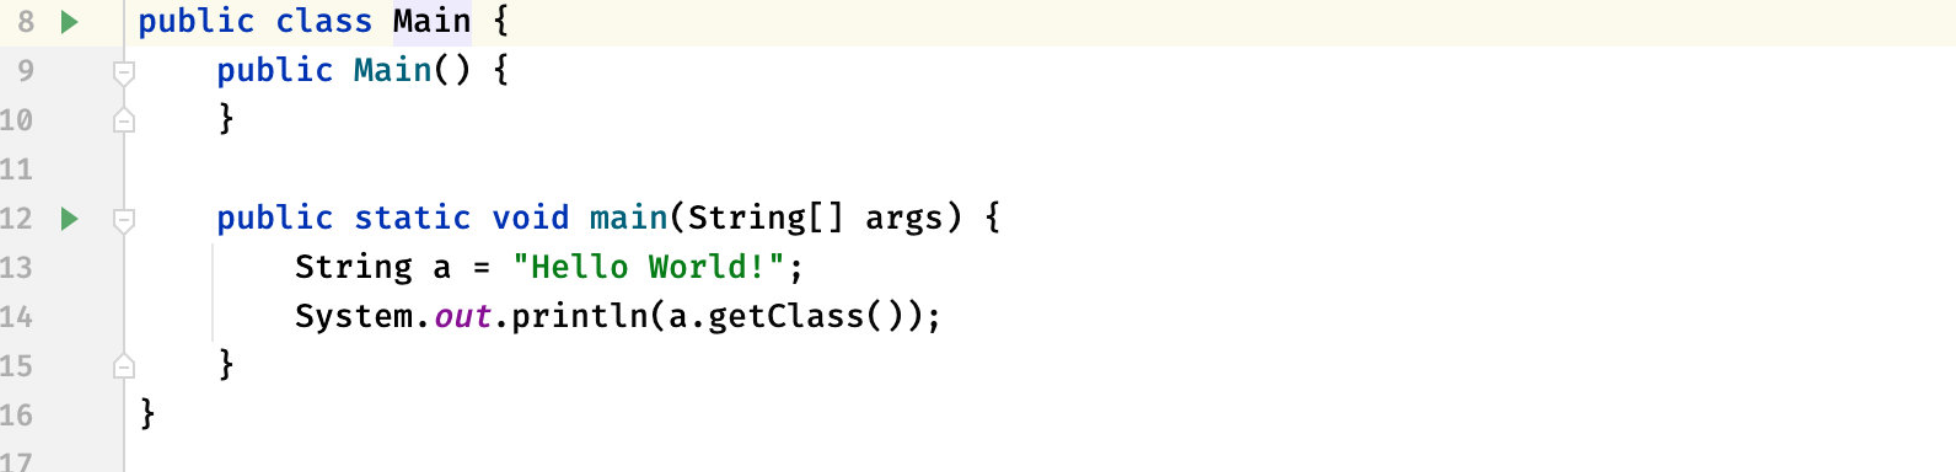 8 public class Main {
9     public Main() {
10     }
11
12     public static void main(String[] args) {
13         String a = "Hello World!";
14         System.out.println(a.getClass());
15     }
16 }
17